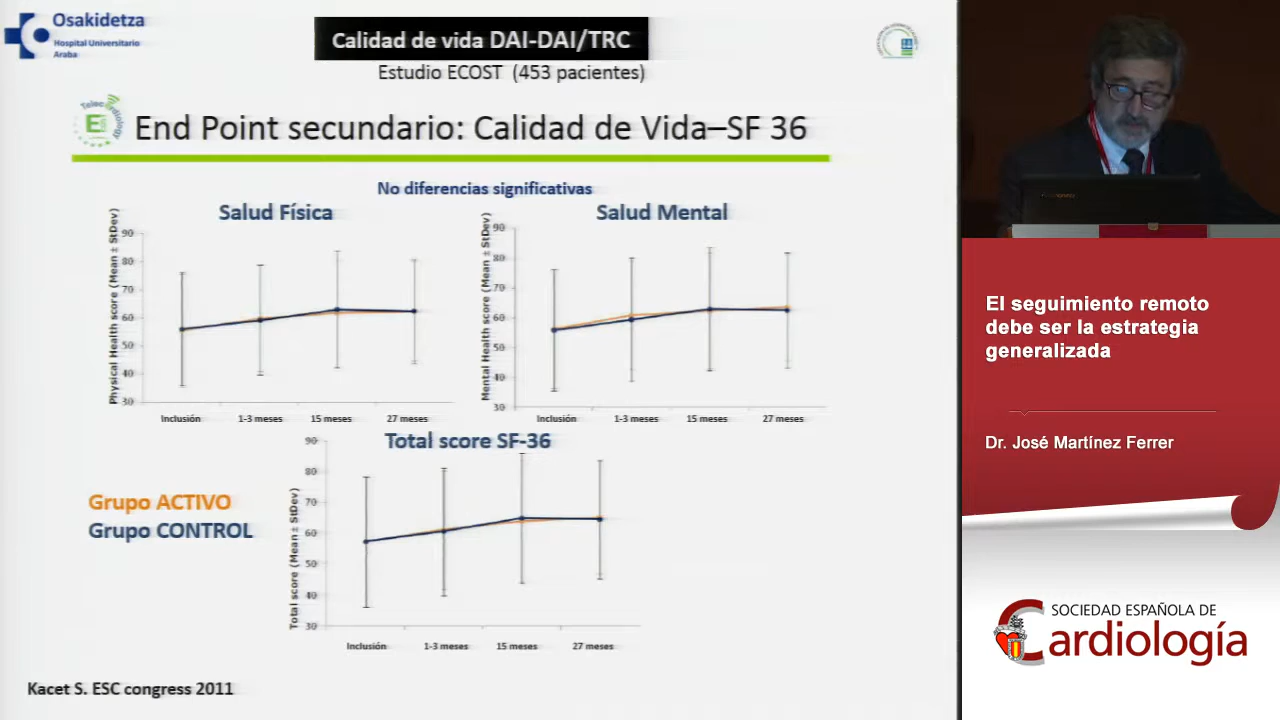 Osakidetza
Hospital Universitario
Araba
Calidad de vida DAI-DAI/TRC
Estudio ECOST (453 pacientes)
End Point secundario: Calidad de Vida–SF 36
No diferencias significativas
Salud Física
Physical Health score (Mean ± StDev)
90
80
70
60
50
40
30
Inclusión 1-3 meses 15 meses 27 meses
Salud Mental
Mental Health score (Mean ± StDev)
90
80
70
60
50
40
30
Inclusión 1-3 meses 15 meses 27 meses
Total score SF-36
Total score (Mean ± StDev)
90
80
70
60
50
40
30
Inclusión 1-3 meses 15 meses 27 meses
Grupo ACTIVO
Grupo CONTROL
Kacet S. ESC congress 2011
El seguimiento remoto
debe ser la estrategia
generalizada
Dr. José Martínez Ferrer
SOCIEDAD ESPAÑOLA DE
Cardiología